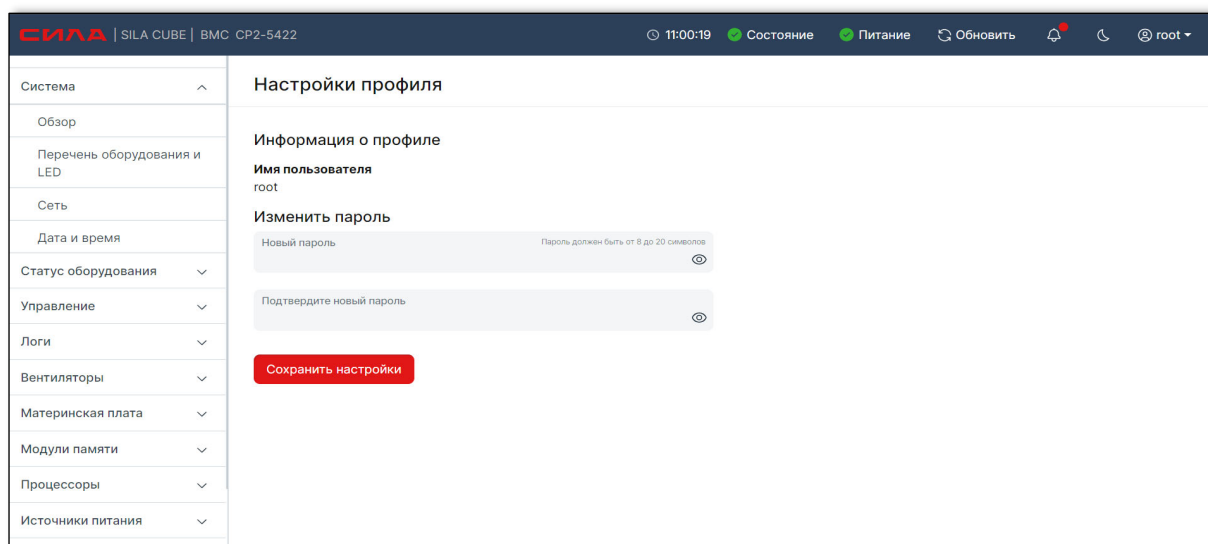 СИЛА | SILA CUBE | BMC CP2-5422 11:00:19 Состояние Питание Обновить root
Система
Обзор
Перечень оборудования и
LED
Сеть
Дата и время
Статус оборудования
Управление
Логи
Вентиляторы
Материнская плата
Модули памяти
Процессоры
Источники питания
Настройки профиля
Информация о профиле
Имя пользователя
root
Изменить пароль
Новый пароль Пароль должен быть от 8 до 20 символов
Подтвердите новый пароль
Сохранить настройки